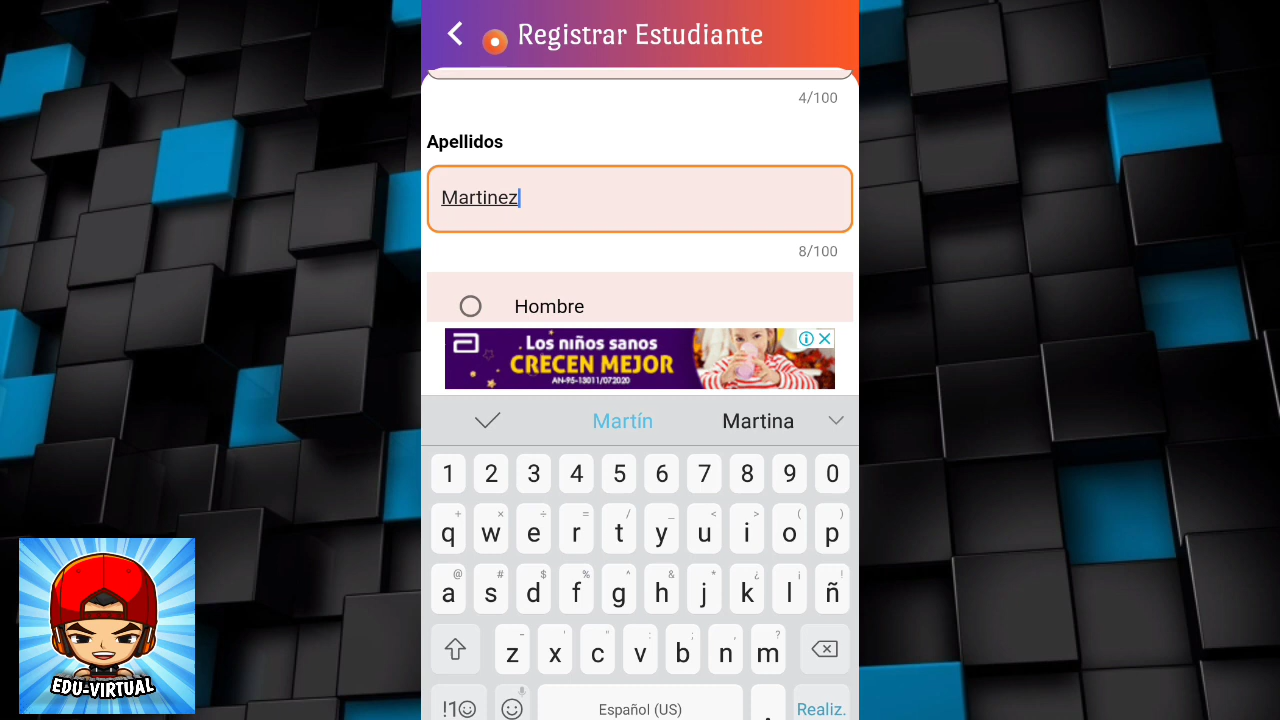 Registrar Estudiante
4/100
Apellidos
Martinez
8/100
Hombre
Los niños sanos
CRECEN MEJOR
AN-95-13011/072020
Martín Martina
1 2 3 4 5 6 7 8 9 0
+ × ÷ = / _ < > ( )
q w e r t y u i o p
@ # $ % ^ & * ¿ ¡ !
a s d f g h j k l ñ
- ' " : ; , ?
z x c v b n m
!1☺ Español (US) . Realiz.
EDU-VIRTUAL